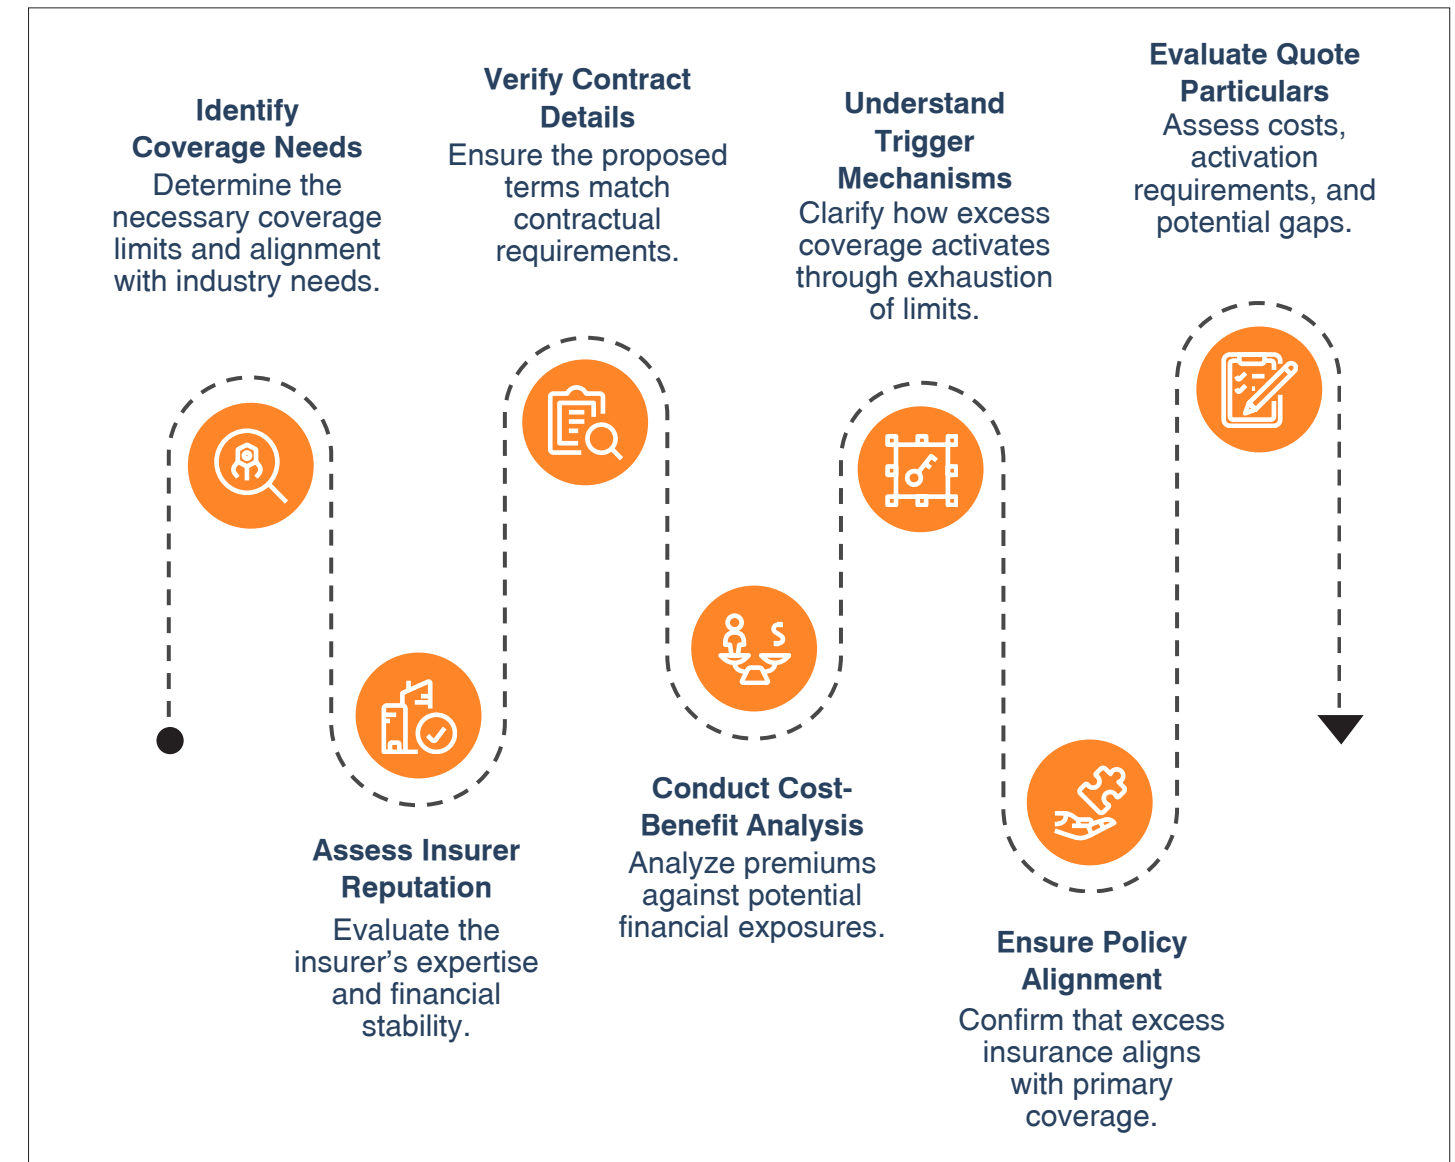 Identify
Coverage Needs
Determine the
necessary coverage
limits and alignment
with industry needs.
Assess Insurer
Reputation
Evaluate the
insurer’s expertise
and financial
stability.
Verify Contract
Details
Ensure the proposed
terms match
contractual
requirements.
Conduct Cost-
Benefit Analysis
Analyze premiums
against potential
financial exposures.
Understand
Trigger
Mechanisms
Clarify how excess
coverage activates
through exhaustion
of limits.
Ensure Policy
Alignment
Confirm that excess
insurance aligns
with primary
coverage.
Evaluate Quote
Particulars
Assess costs,
activation
requirements, and
potential gaps.